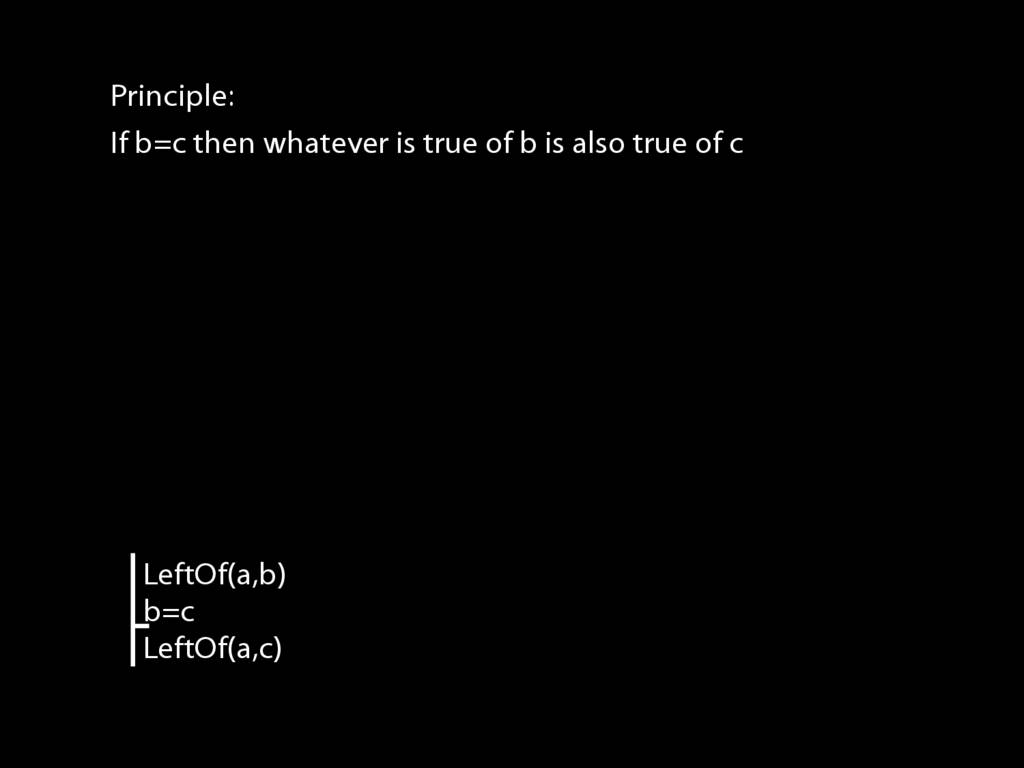 Principle:
If b=c then whatever is true of b is also true of c
LeftOf(a,b)
b=c
LeftOf(a,c)